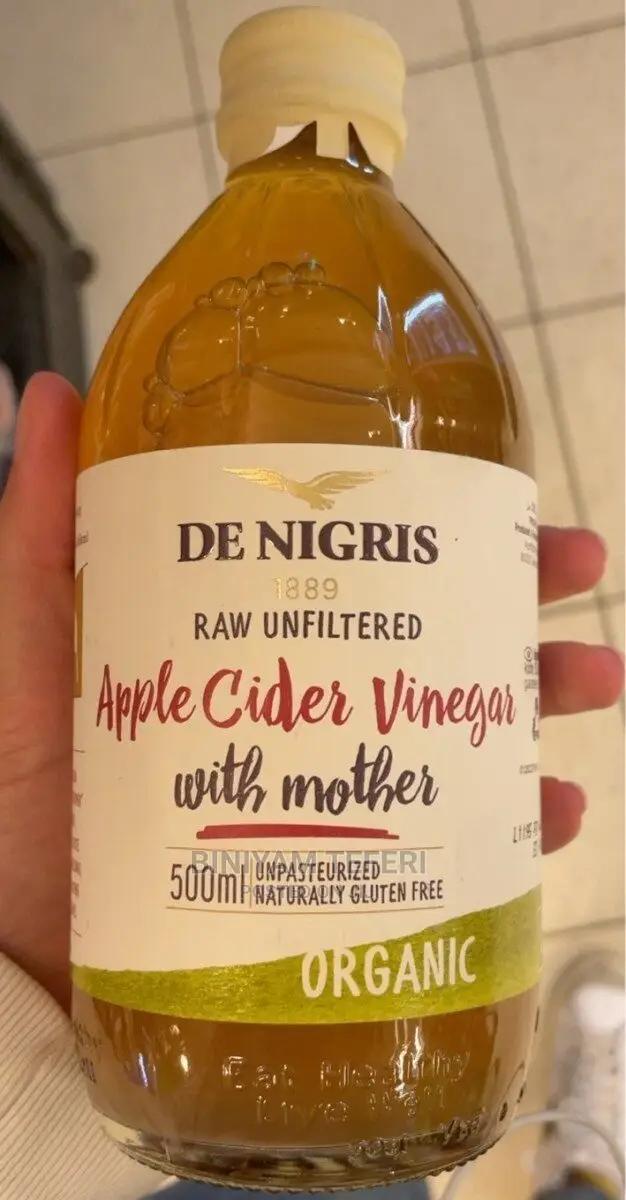 DE NIGRIS
1889
RAW UNFILTERED
Apple Cider Vinegar
with mother
BINIYAM TEFERI
500ml
UNPASTEURIZED
NATURALLY GLUTEN FREE
ORGANIC
Eat Healthy
Live